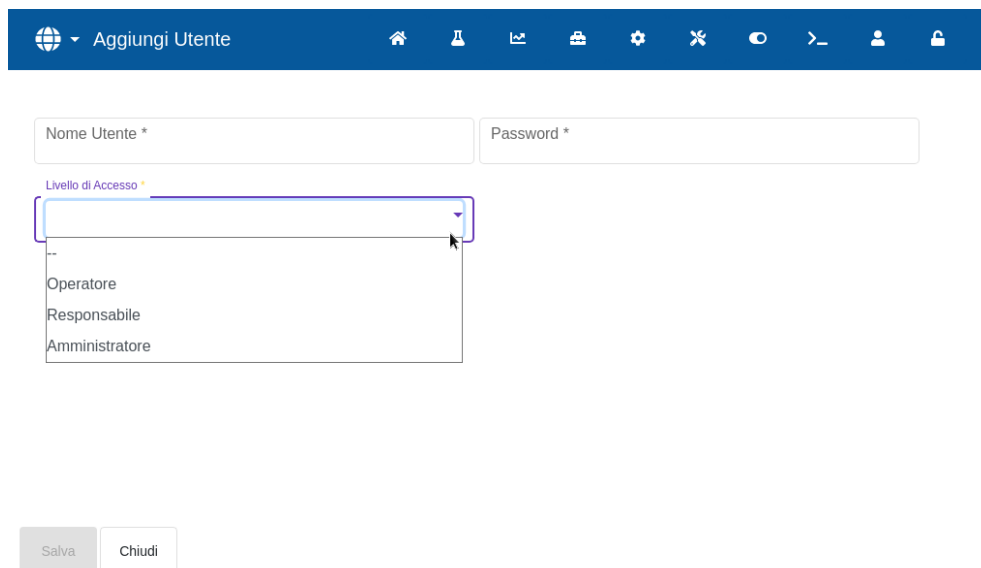 Aggiungi Utente
Nome Utente * Password *
Livello di Accesso *
--
Operatore
Responsabile
Amministratore
Salva Chiudi